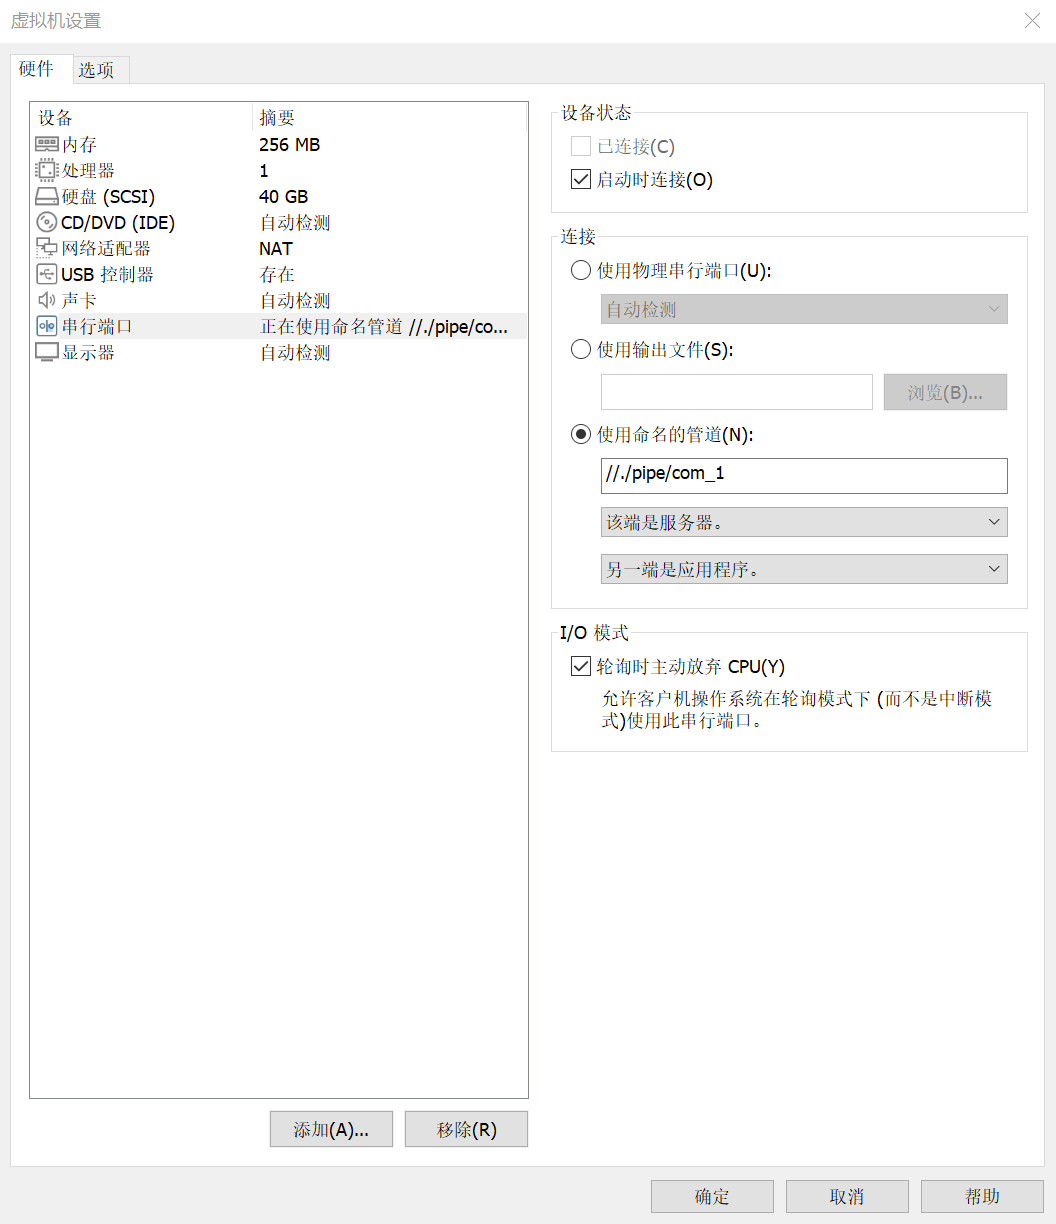 虚拟机设置
硬件 选项
设备 摘要
内存 256 MB
处理器 1
硬盘 (SCSI) 40 GB
CD/DVD (IDE) 自动检测
网络适配器 NAT
USB 控制器 存在
声卡 自动检测
串行端口 正在使用命名管道 //./pipe/co...
显示器 自动检测
添加(A)... 移除(R)
设备状态
已连接(C)
启动时连接(O)
连接
使用物理串行端口(U):
自动检测
使用输出文件(S):
浏览(B)...
使用命名的管道(N):
//./pipe/com_1
该端是服务器。
另一端是应用程序。
I/O 模式
轮询时主动放弃 CPU(Y)
允许客户机操作系统在轮询模式下 (而不是中断模
式)使用此串行端口。
确定 取消 帮助